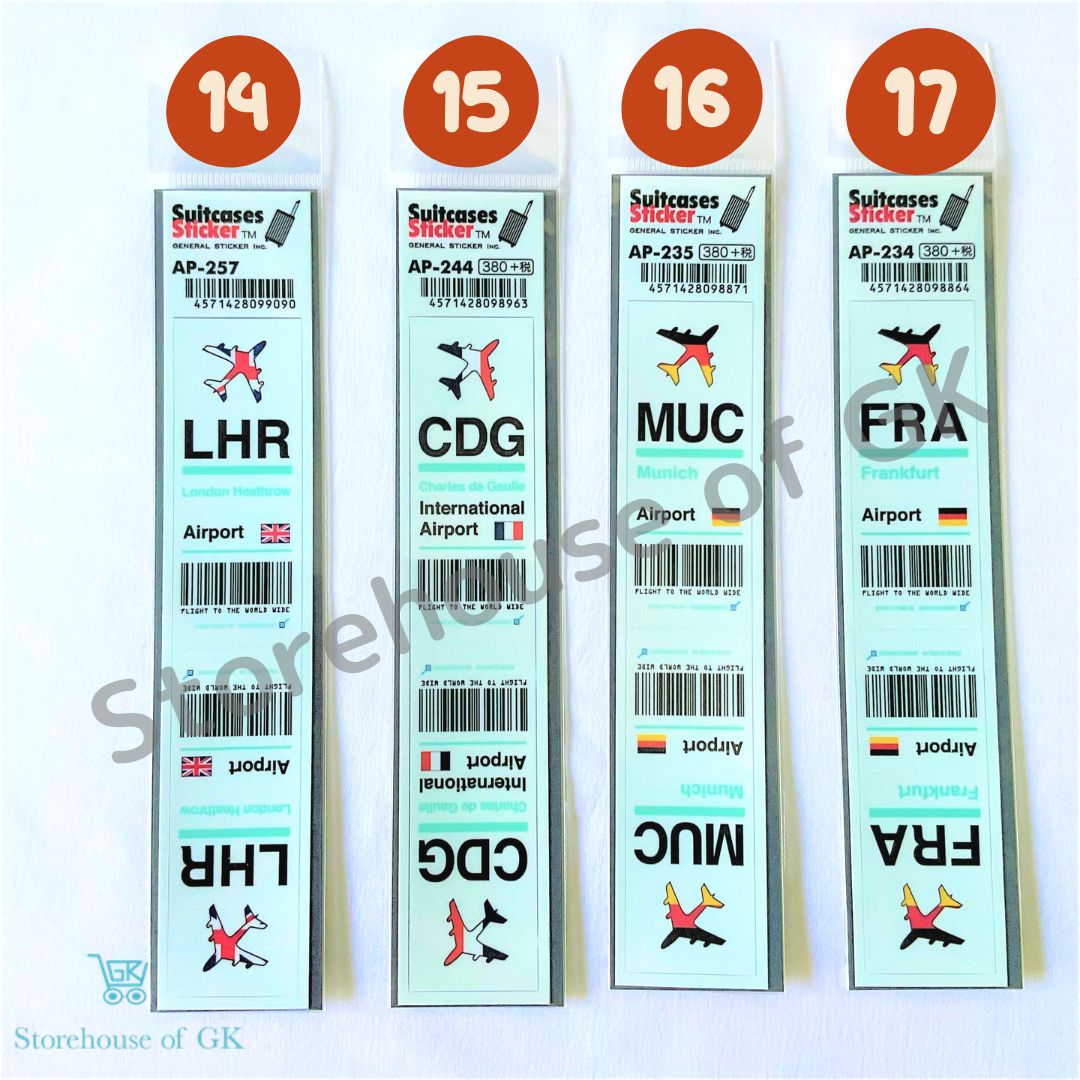 14
Suitcases
Sticker TM
GENERAL STICKER INC.
AP-257
4571428099090
LHR
London Heathrow
Airport
FLIGHT TO THE WORLD WIDE
FLIGHT TO THE WORLD WIDE
Airport
London Heathrow
LHR
15
Suitcases
Sticker TM
GENERAL STICKER INC.
AP-244 380+税
4571428098963
CDG
Charles de Gaulle
International
Airport
FLIGHT TO THE WORLD WIDE
FLIGHT TO THE WORLD WIDE
Airport
International
Charles de Gaulle
CDG
16
Suitcases
Sticker TM
GENERAL STICKER INC.
AP-235 380+税
4571428098871
MUC
Munich
Airport
FLIGHT TO THE WORLD WIDE
FLIGHT TO THE WORLD WIDE
Airport
Munich
MUC
17
Suitcases
Sticker TM
GENERAL STICKER INC.
AP-234 380+税
4571428098864
FRA
Frankfurt
Airport
FLIGHT TO THE WORLD WIDE
FLIGHT TO THE WORLD WIDE
Airport
Frankfurt
FRA
Storehouse of GK
GK
Storehouse of GK